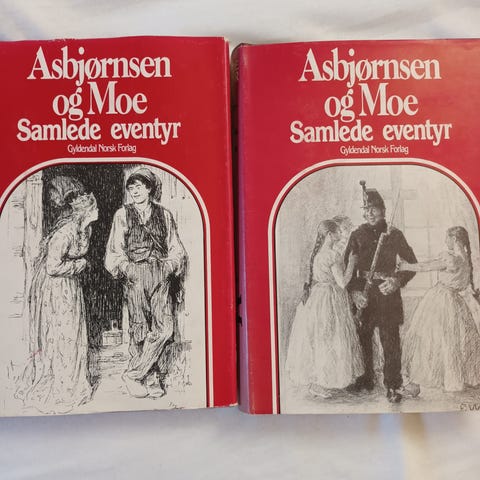 Asbjørnsen
og Moe
Samlede eventyr
Gyldendal Norsk Forlag
Asbjørnsen
og Moe
Samlede eventyr
Gyldendal Norsk Forlag